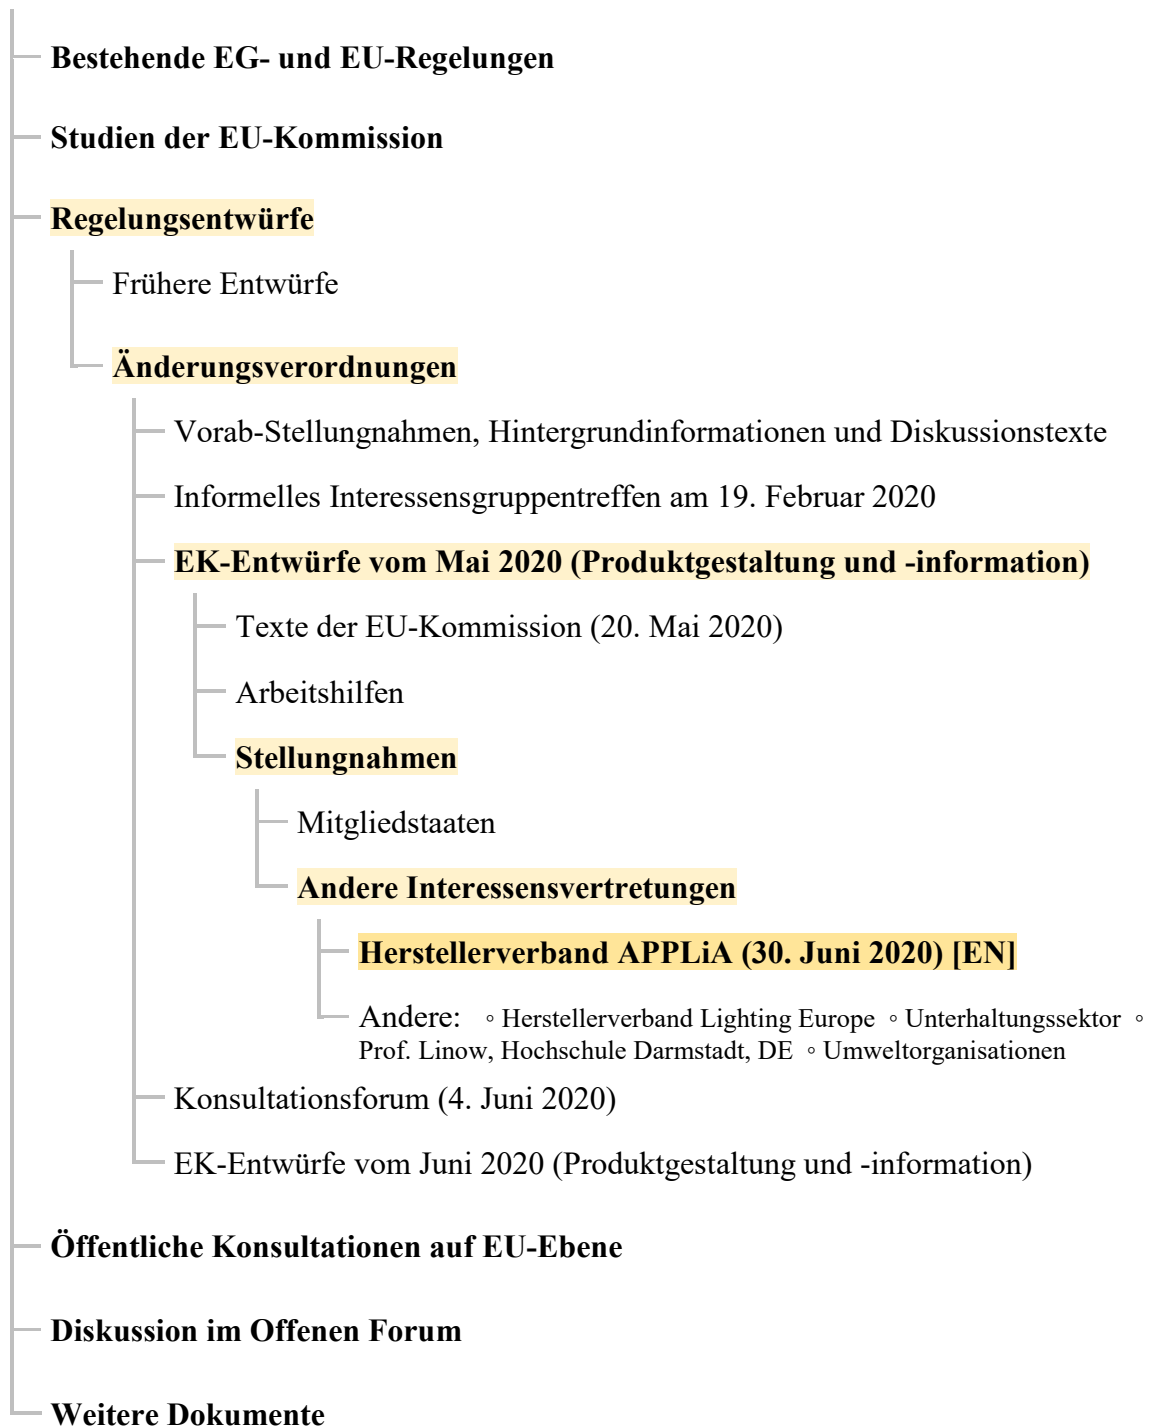 Bestehende EG- und EU-Regelungen
Studien der EU-Kommission
Regelungsentwürfe
Frühere Entwürfe
Änderungsverordnungen
Vorab-Stellungnahmen, Hintergrundinformationen und Diskussionstexte
Informelles Interessensgruppentreffen am 19. Februar 2020
EK-Entwürfe vom Mai 2020 (Produktgestaltung und -information)
Texte der EU-Kommission (20. Mai 2020)
Arbeitshilfen
Stellungnahmen
Mitgliedstaaten
Andere Interessensvertretungen
Herstellerverband APPLiA (30. Juni 2020) [EN]
Andere: ◦ Herstellerverband Lighting Europe ◦ Unterhaltungssektor ◦
Prof. Linow, Hochschule Darmstadt, DE ◦ Umweltorganisationen
Konsultationsforum (4. Juni 2020)
EK-Entwürfe vom Juni 2020 (Produktgestaltung und -information)
Öffentliche Konsultationen auf EU-Ebene
Diskussion im Offenen Forum
Weitere Dokumente